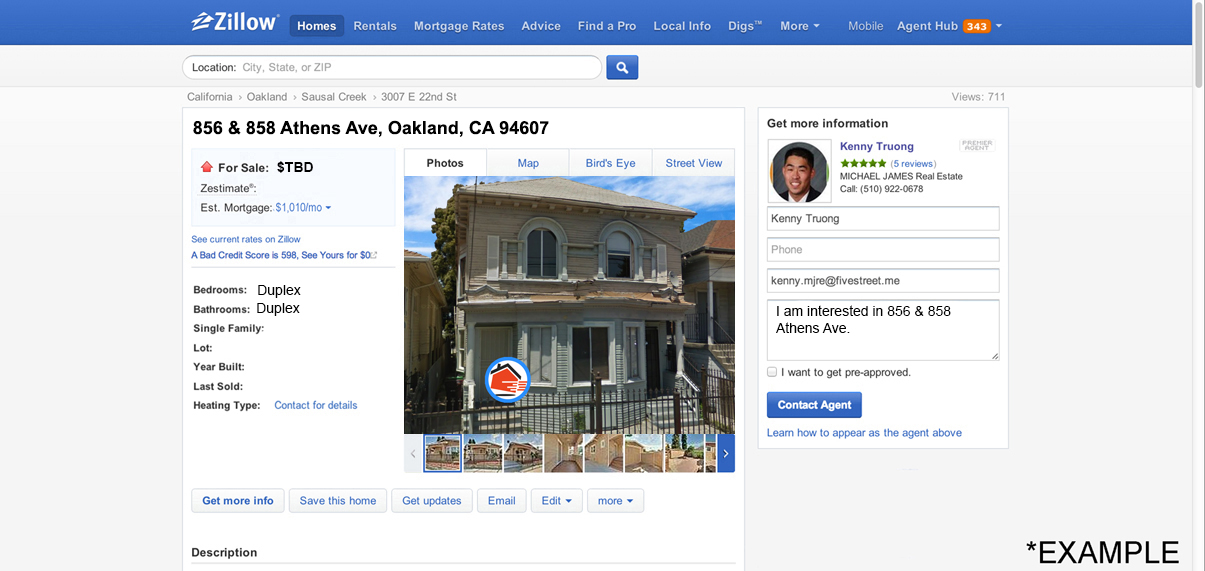 Zillow®
Homes Rentals Mortgage Rates Advice Find a Pro Local Info Digs™ More Mobile Agent Hub 343
Location: City, State, or ZIP
California › Oakland › Sausal Creek › 3007 E 22nd St
Views: 711
856 & 858 Athens Ave, Oakland, CA 94607
For Sale: $TBD
Zestimate®:
Est. Mortgage: $1,010/mo
See current rates on Zillow
A Bad Credit Score is 598, See Yours for $0
Bedrooms: Duplex
Bathrooms: Duplex
Single Family:
Lot:
Year Built:
Last Sold:
Heating Type: Contact for details
Photos Map Bird's Eye Street View
Get more info Save this home Get updates Email Edit more
Description
Get more information
Kenny Truong
PREMIER AGENT
(5 reviews)
MICHAEL JAMES Real Estate
Call: (510) 922-0678
Kenny Truong
Phone
kenny.mjre@fivestreet.me
I am interested in 856 & 858
Athens Ave.
I want to get pre-approved.
Contact Agent
Learn how to appear as the agent above
*EXAMPLE